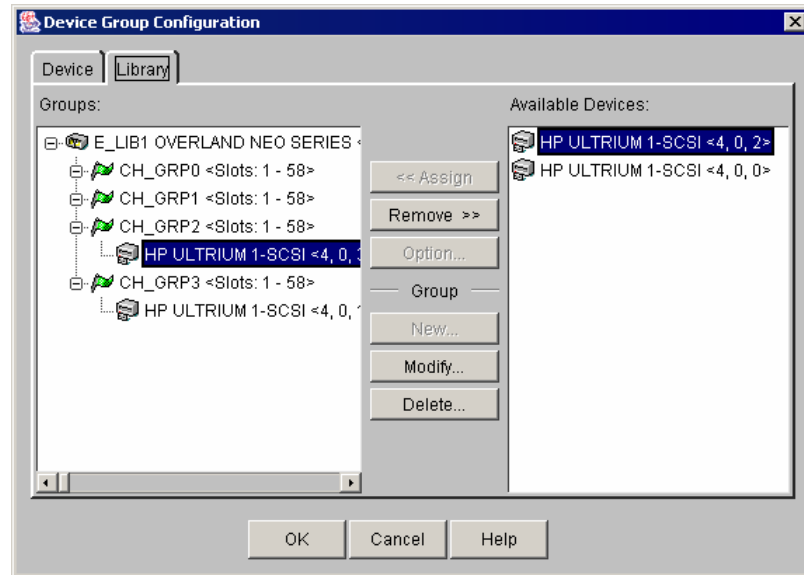 Device Group Configuration
Device
Library
Groups:
E_LIB1 OVERLAND NEO SERIES <
CH_GRP0 <Slots: 1 - 58>
CH_GRP1 <Slots: 1 - 58>
CH_GRP2 <Slots: 1 - 58>
HP ULTRIUM 1-SCSI <4, 0, 3
CH_GRP3 <Slots: 1 - 58>
HP ULTRIUM 1-SCSI <4, 0, 1
<< Assign
Remove >>
Option...
Group
New...
Modify...
Delete...
Available Devices:
HP ULTRIUM 1-SCSI <4, 0, 2>
HP ULTRIUM 1-SCSI <4, 0, 0>
OK
Cancel
Help